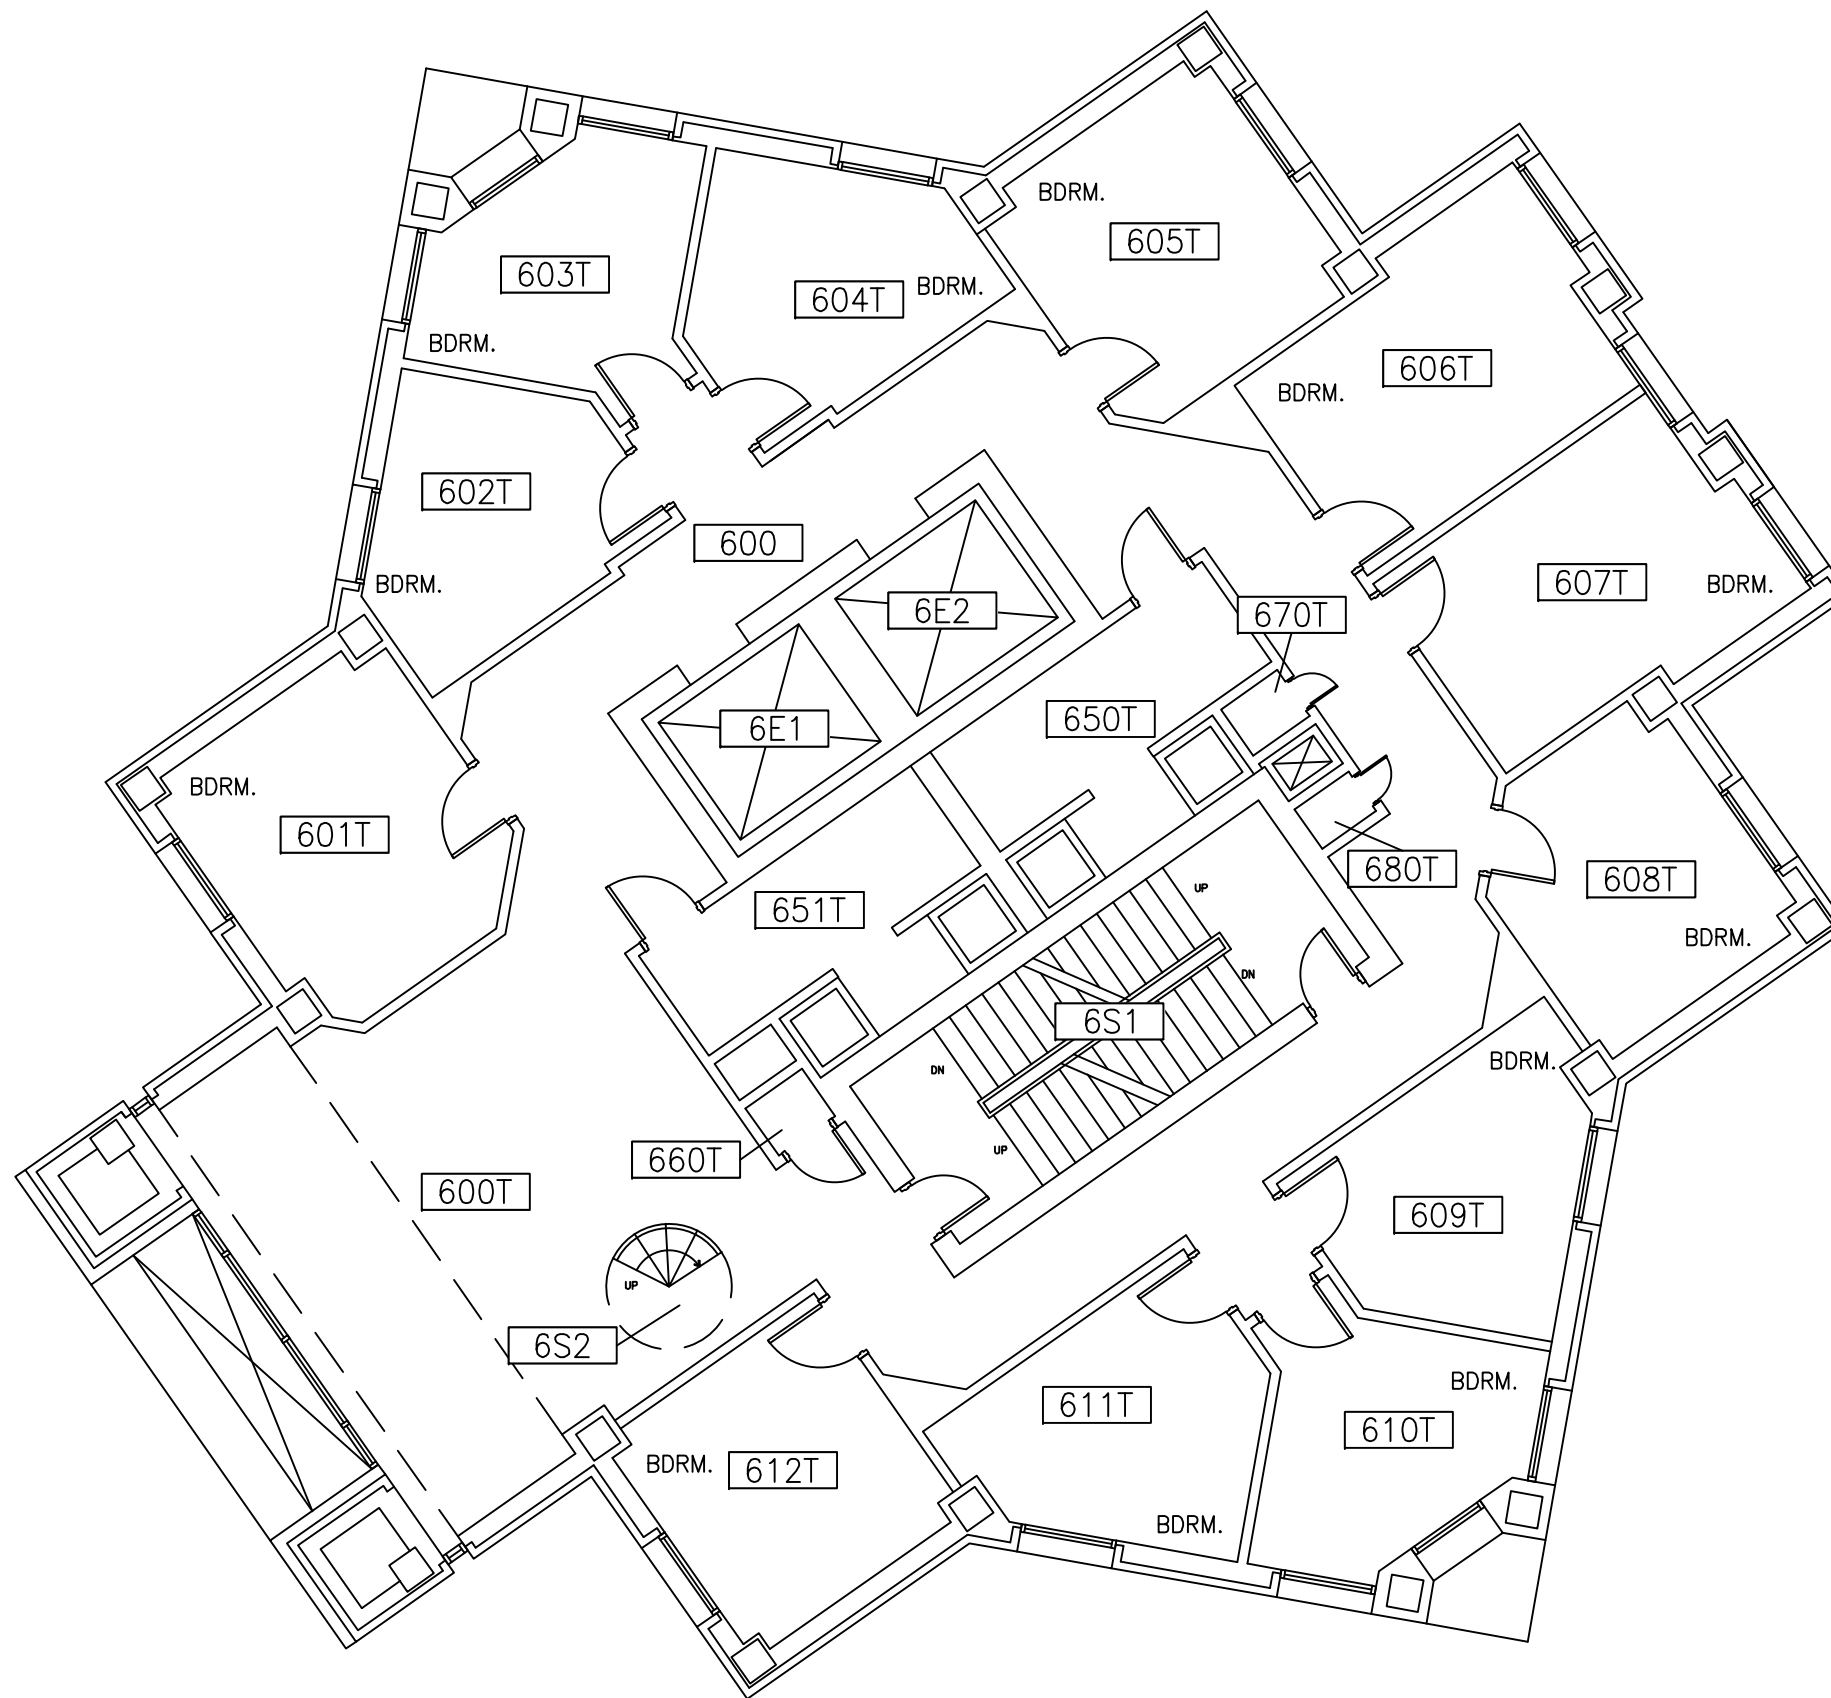 BDRM.
605T
603T
604T
BDRM.
BDRM.
606T
BDRM.
602T
600
607T
BDRM.
BDRM.
6E2
670T
650T
6E1
BDRM.
601T
680T
608T
UP
651T
BDRM.
DN
6S1
BDRM.
DN
UP
660T
600T
609T
UP
6S2
BDRM.
611T
610T
BDRM.
612T
BDRM.